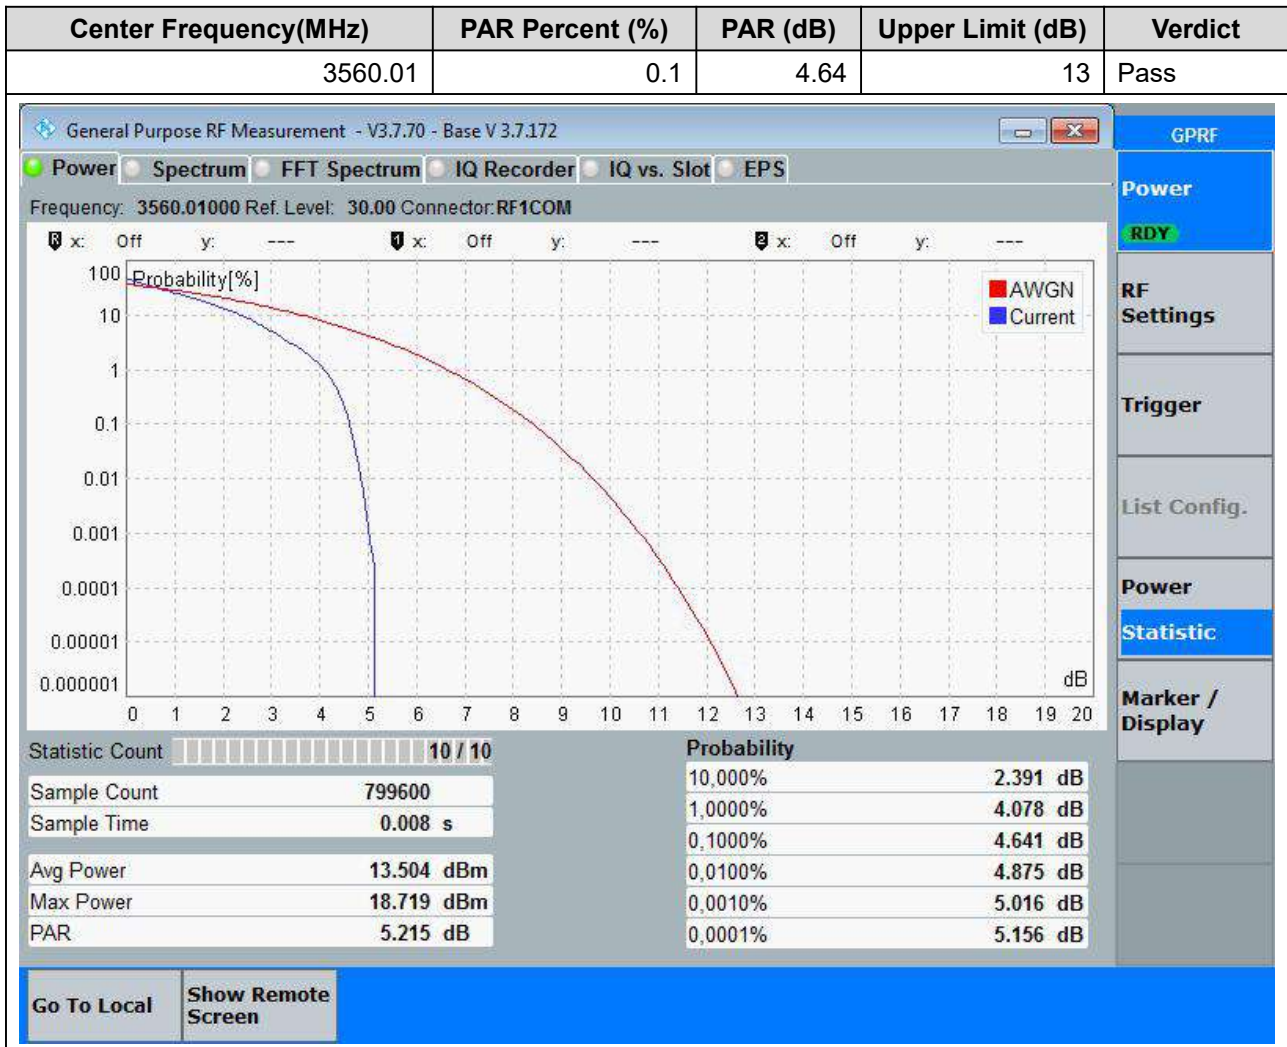 Center Frequency(MHz) PAR Percent (%) PAR (dB) Upper Limit (dB) Verdict
3560.01 0.1 4.64 13 Pass
General Purpose RF Measurement - V3.7.70 - Base V 3.7.172
GPRF
Power Spectrum FFT Spectrum IQ Recorder IQ vs. Slot EPS
Frequency: 3560.01000 Ref. Level: 30.00 Connector:RF1COM
R x: Off y: --- 1 x: Off y: --- 2 x: Off y: ---
Probability[%]
AWGN
Current
100
10
1
0.1
0.01
0.001
0.0001
0.00001
0.000001
dB
0 1 2 3 4 5 6 7 8 9 10 11 12 13 14 15 16 17 18 19 20
Statistic Count 10 / 10
Sample Count 799600
Sample Time 0.008 s
Avg Power 13.504 dBm
Max Power 18.719 dBm
PAR 5.215 dB
Probability
10,000% 2.391 dB
1,0000% 4.078 dB
0,1000% 4.641 dB
0,0100% 4.875 dB
0,0010% 5.016 dB
0,0001% 5.156 dB
Power
RDY
RF
Settings
Trigger
List Config.
Power
Statistic
Marker /
Display
Go To Local
Show Remote
Screen